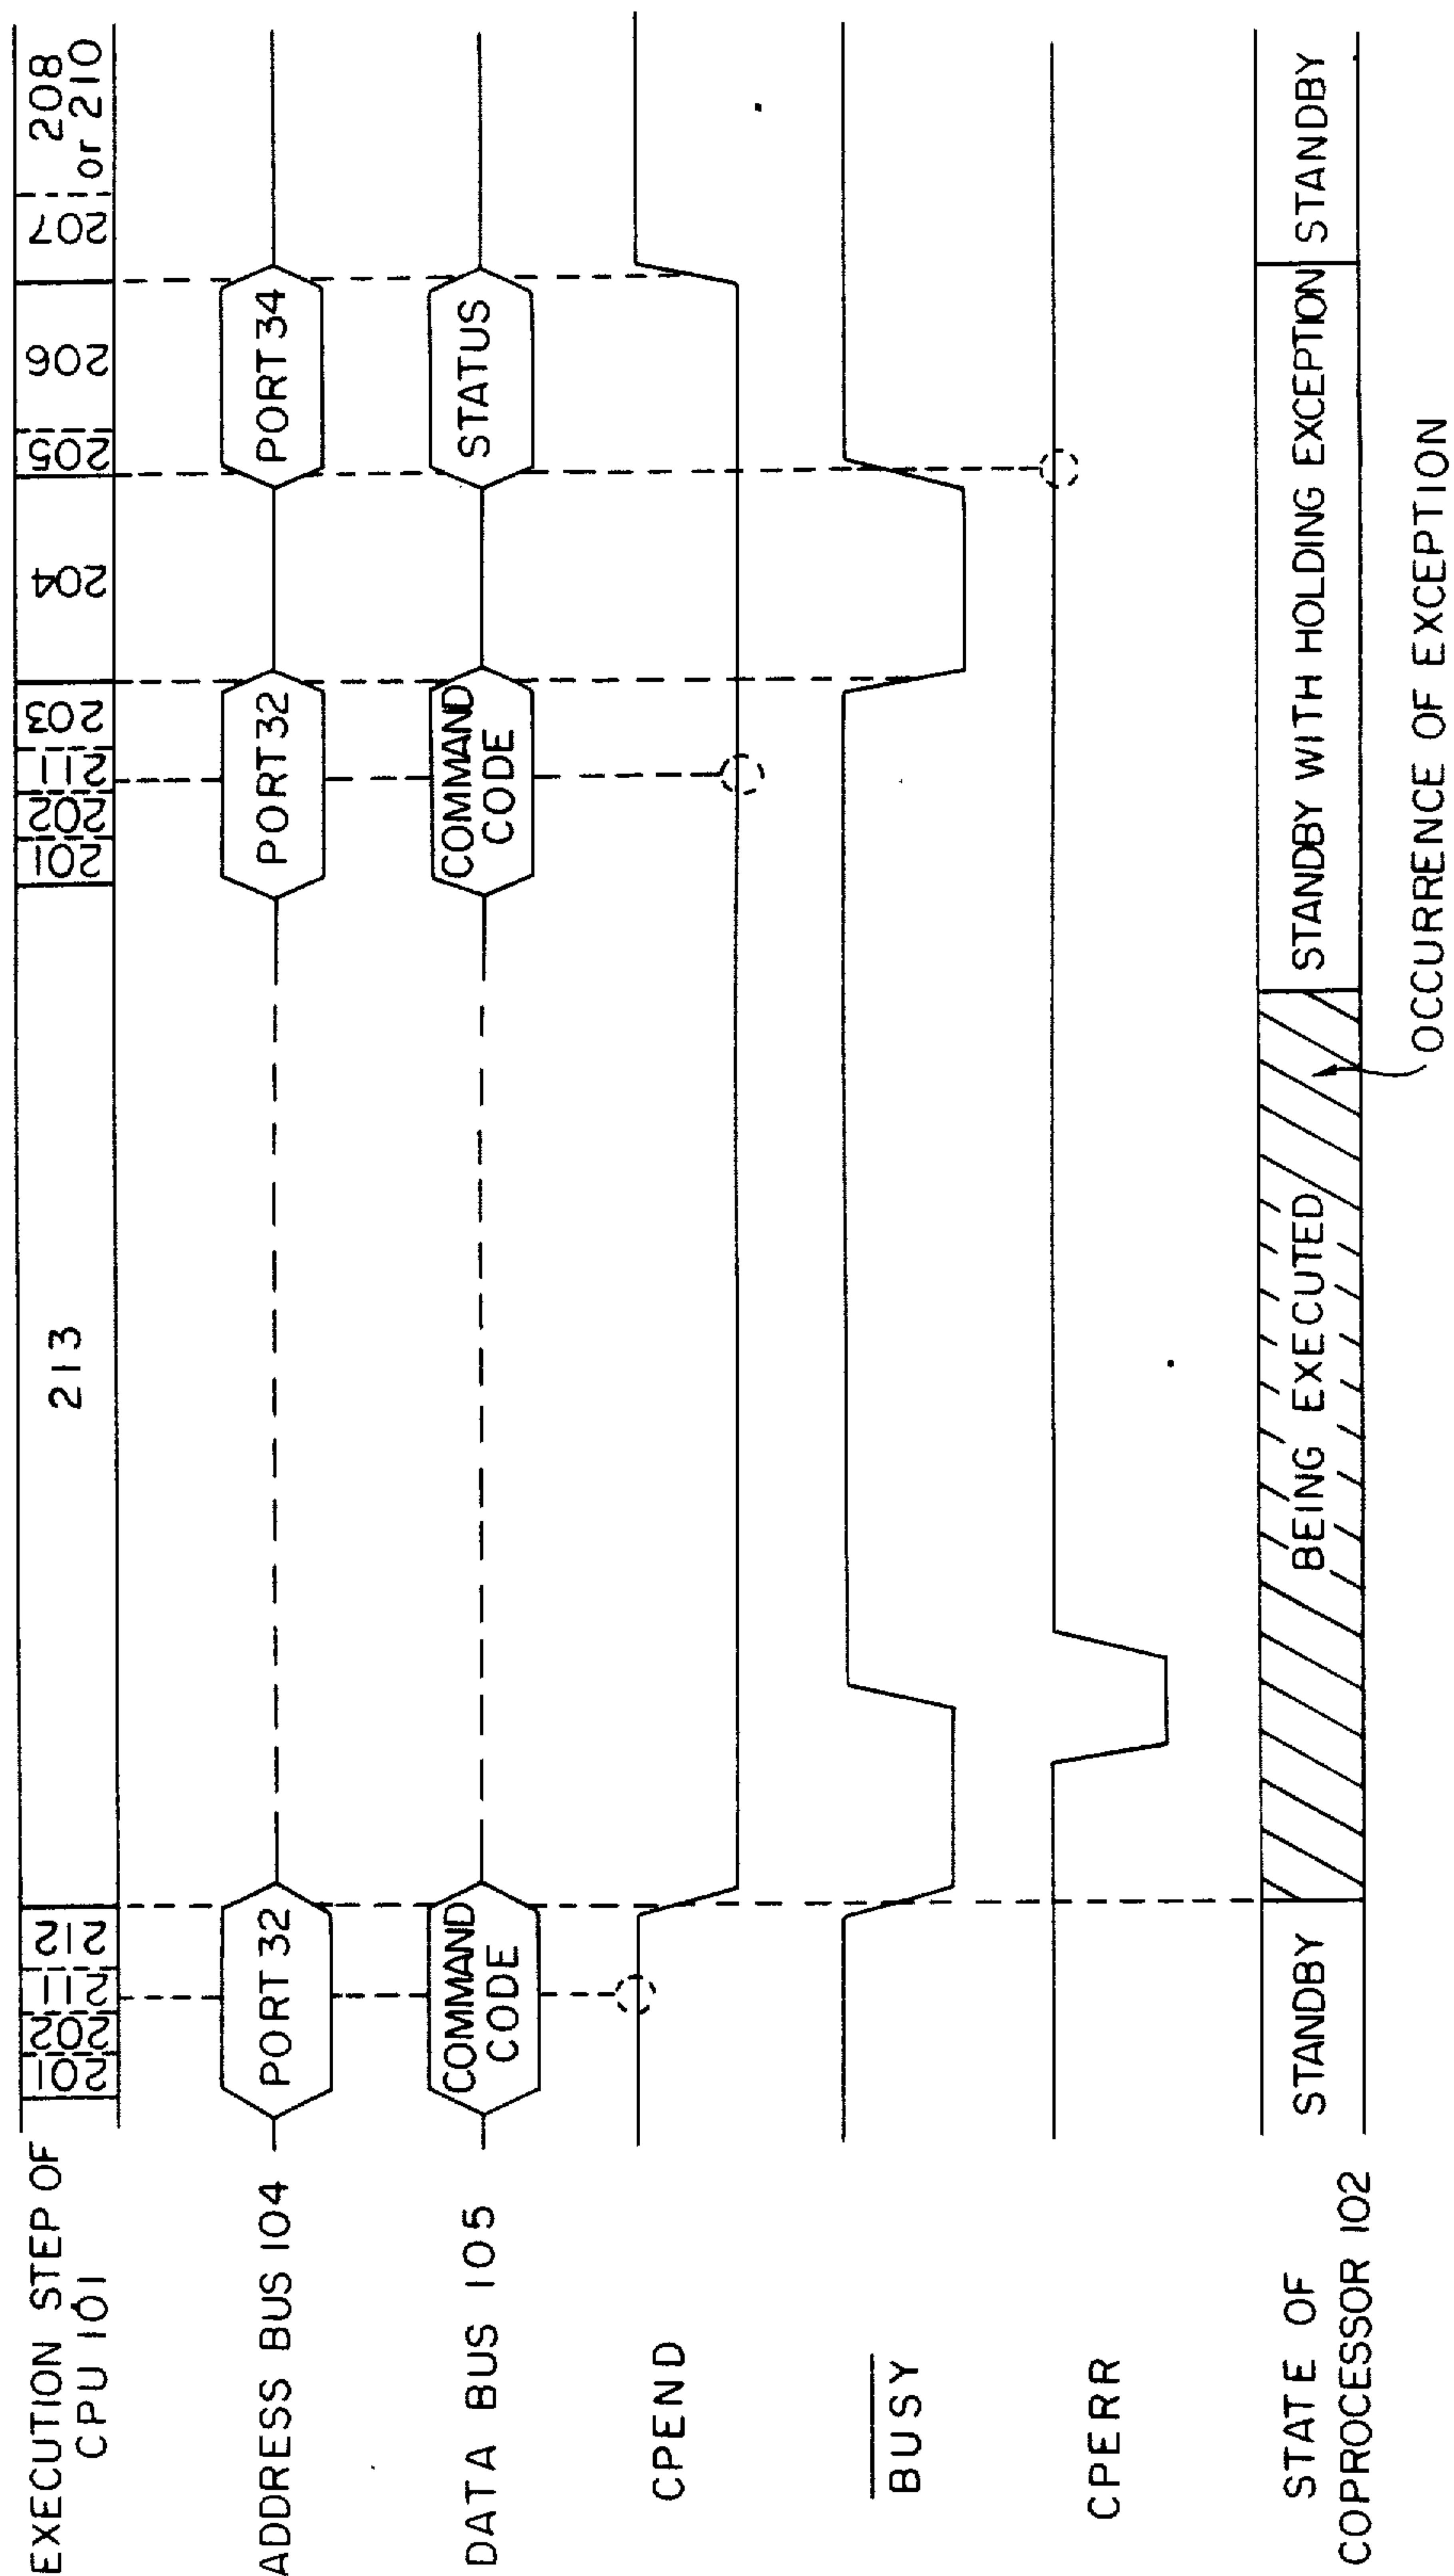 EXECUTION STEP OF
CPU 101
201
202
211
212
213
201
202
211
203
204
205
206
207
208
or 210
ADDRESS BUS 104
PORT 32
PORT 32
PORT 34
DATA BUS 105
COMMAND
CODE
COMMAND
CODE
STATUS
CPEND
BUSY
CPERR
STATE OF
COPROCESSOR 102
STANDBY
BEING EXECUTED
STANDBY WITH HOLDING EXCEPTION
STANDBY
OCCURRENCE OF EXCEPTION